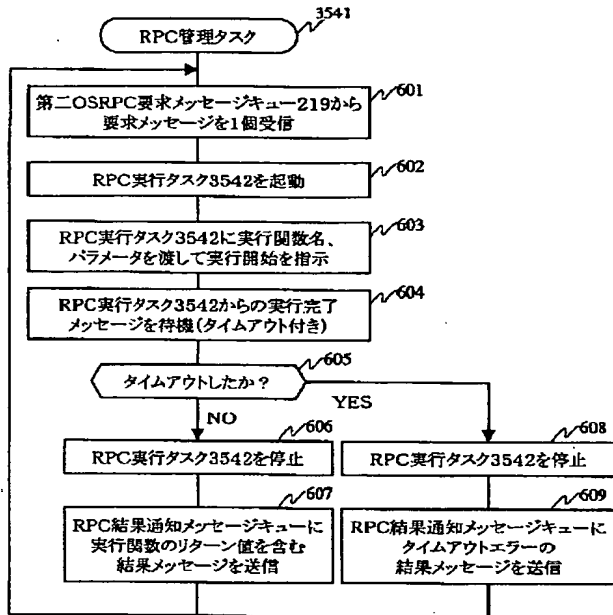 RPC管理タスク
3541
601
第二OSRPC要求メッセージキュー219から
要求メッセージを1個受信
602
RPC実行タスク3542を起動
603
RPC実行タスク3542に実行関数名、
パラメータを渡して実行開始を指示
604
RPC実行タスク3542からの実行完了
メッセージを待機(タイムアウト付き)
605
タイムアウトしたか?
NO
YES
606
RPC実行タスク3542を停止
608
RPC実行タスク3542を停止
607
RPC結果通知メッセージキューに
実行関数のリターン値を含む
結果メッセージを送信
609
RPC結果通知メッセージキューに
タイムアウトエラーの
結果メッセージを送信